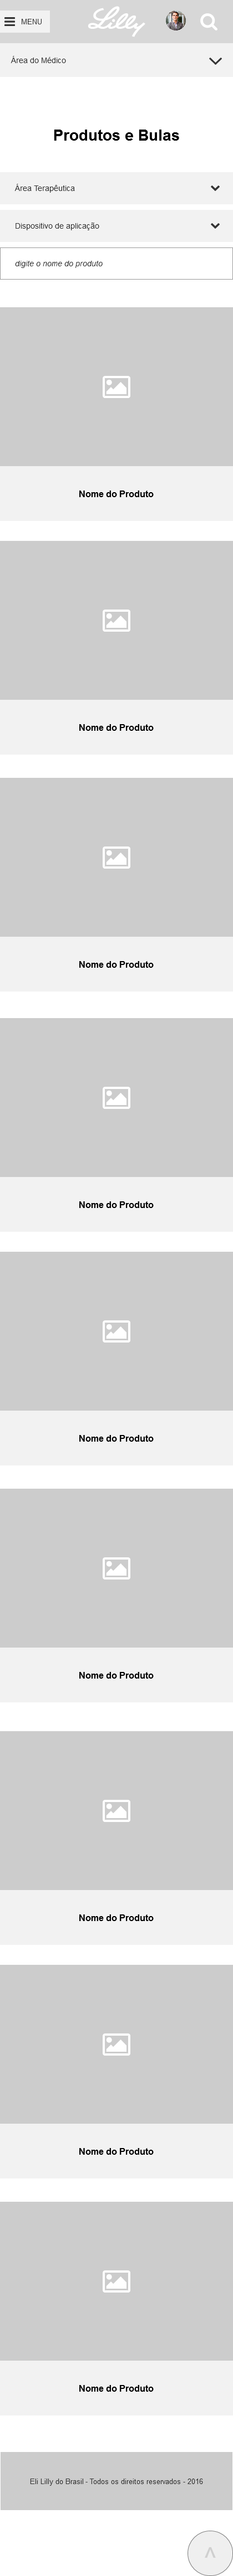 MENU
Lilly
Área do Médico
Produtos e Bulas
Área Terapêutica
Dispositivo de aplicação
digite o nome do produto
Nome do Produto
Nome do Produto
Nome do Produto
Nome do Produto
Nome do Produto
Nome do Produto
Nome do Produto
Nome do Produto
Nome do Produto
Eli Lilly do Brasil - Todos os direitos reservados - 2016